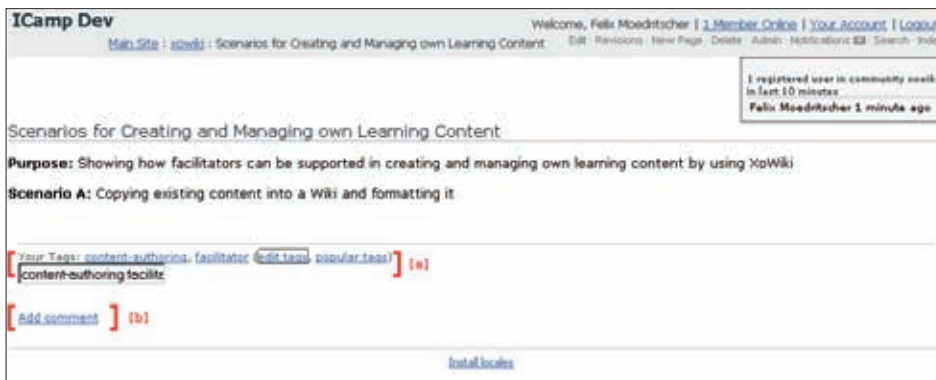 ICamp Dev
Welcome, Felix Moedritscher | 1 Member Online | Your Account | Logout
Main Site : xowiki : Scenarios for Creating and Managing own Learning Content
Edit Revisions New Page Delete Admin Notifications Search Inde
1 registered user in community xowiki
in last 10 minutes
Felix Moedritscher 1 minute ago
Scenarios for Creating and Managing own Learning Content
Purpose: Showing how facilitators can be supported in creating and managing own learning content by using XoWiki
Scenario A: Copying existing content into a Wiki and formatting it
Your Tags: content-authoring, facilitator (edit tags, popular tags) [a]
content-authoring facilita
Add comment [b]
Install locales